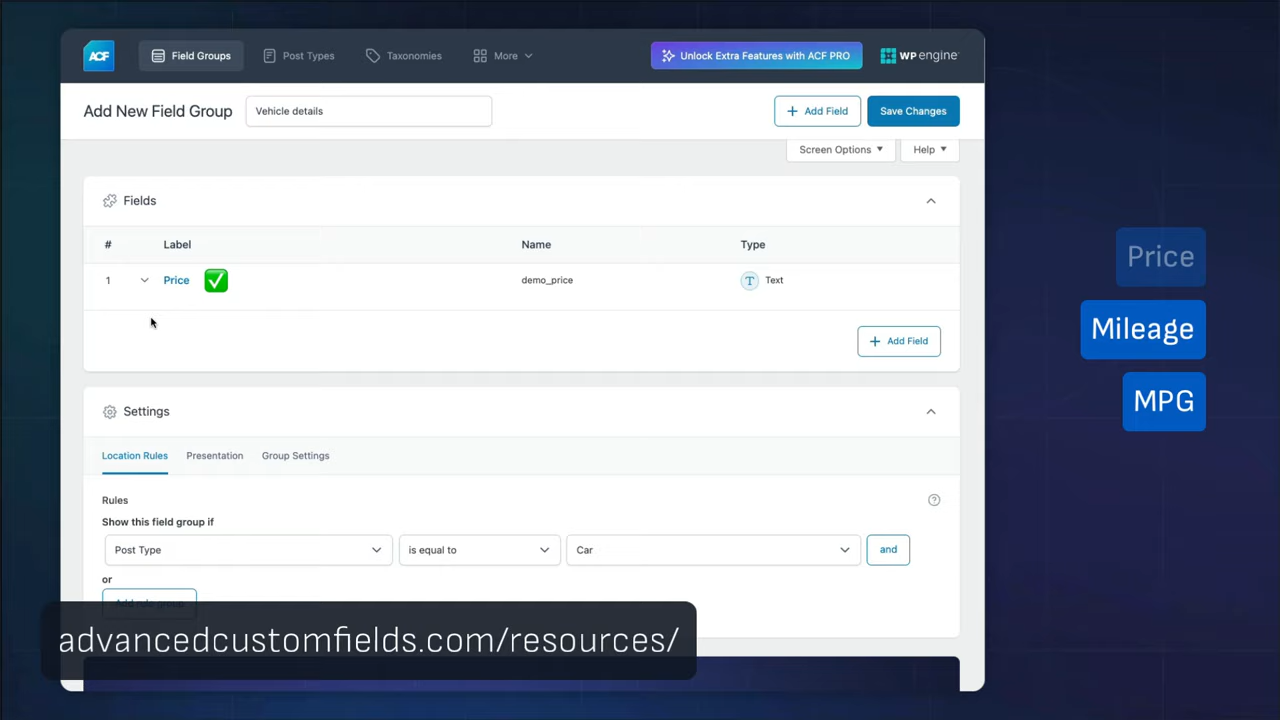 ACF
Field Groups
Post Types
Taxonomies
More
Unlock Extra Features with ACF PRO
WP engine
Add New Field Group
Vehicle details
+ Add Field
Save Changes
Screen Options
Help
Fields
# Label Name Type
1 Price demo_price T Text
+ Add Field
Price
Mileage
MPG
Settings
Location Rules Presentation Group Settings
Rules
?
Show this field group if
Post Type is equal to Car and
or
Add rule group
advancedcustomfields.com/resources/